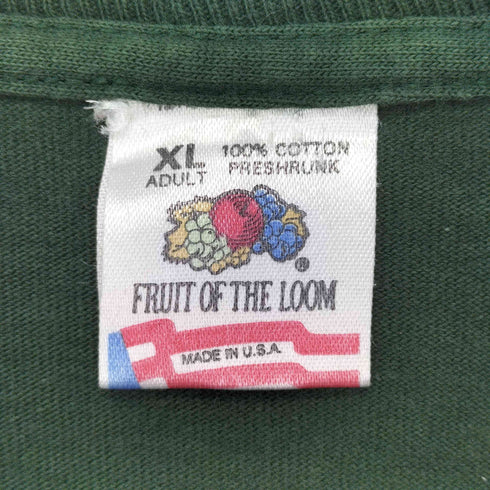 XL 100% COTTON
ADULT PRESHRUNK
®
FRUIT OF THE LOOM
MADE IN U.S.A.